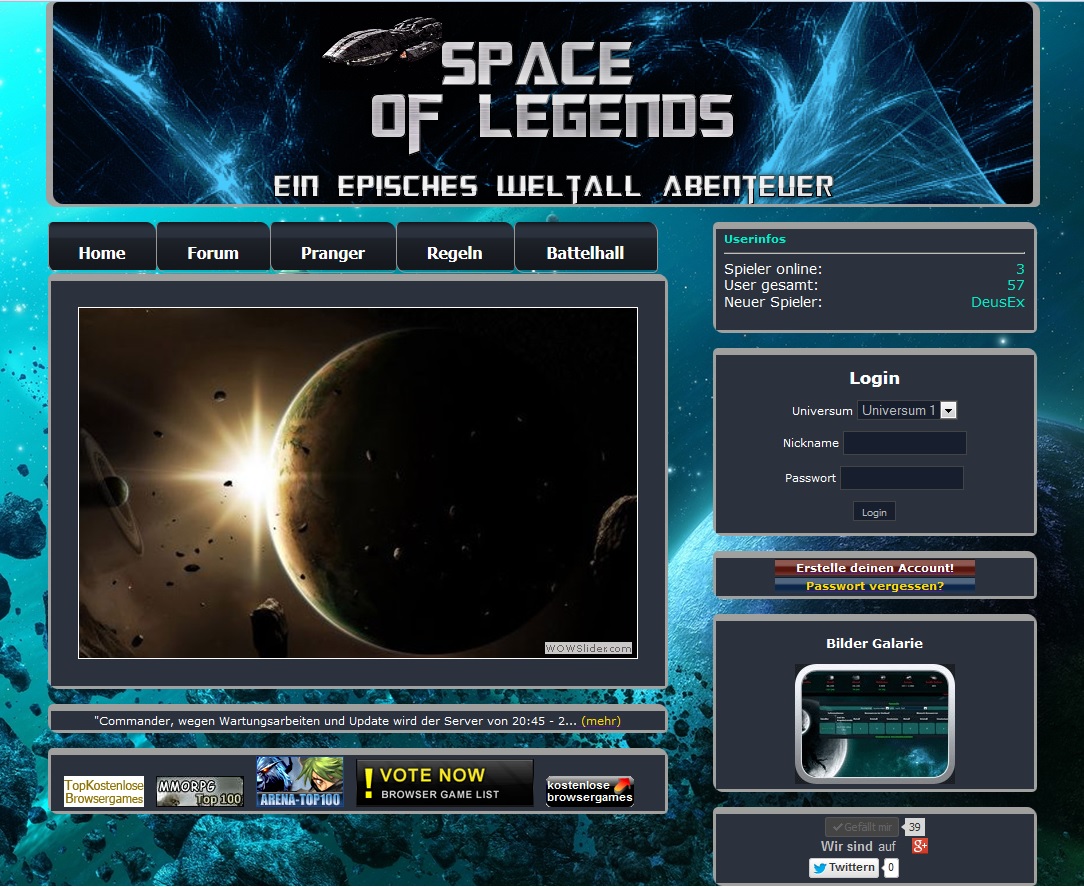 SPACE
OF LEGENDS
EIN EPISCHES WELTALL ABENTEUER
Home Forum Pranger Regeln Battelhall
WOWSlider.com
"Commander, wegen Wartungsarbeiten und Update wird der Server von 20:45 - 2... (mehr)
TopKostenlose
Browsergames
MMORPG
Top 100
ARENA-TOP100
! VOTE NOW
BROWSER GAME LIST
kostenlose
browsergames
Userinfos
Spieler online: 3
User gesamt: 57
Neuer Spieler: DeusEx
Login
Universum Universum 1
Nickname
Passwort
Login
Erstelle deinen Account!
Passwort vergessen?
Bilder Galarie
Gefällt mir 39
Wir sind auf g+
Twittern 0